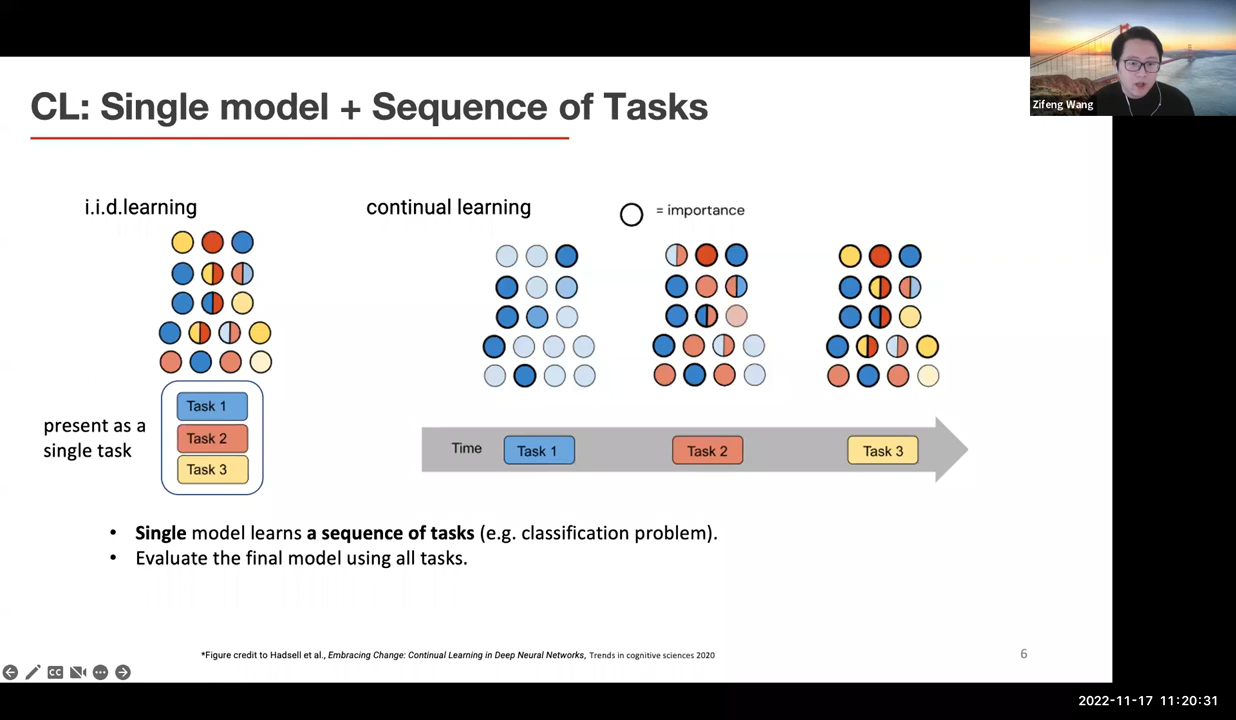 Zifeng Wang
CL: Single model + Sequence of Tasks
i.i.d.learning
continual learning
= importance
present as a
single task
Task 1
Task 2
Task 3
Time
Task 1
Task 2
Task 3
• Single model learns a sequence of tasks (e.g. classification problem).
• Evaluate the final model using all tasks.
*Figure credit to Hadsell et al., Embracing Change: Continual Learning in Deep Neural Networks, Trends in cognitive sciences 2020
6
CC
2022-11-17 11:20:31